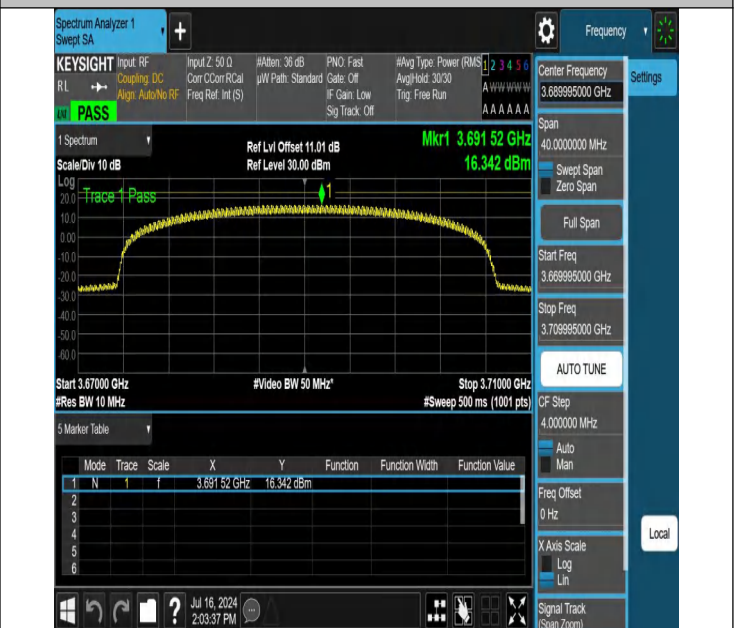 Spectrum Analyzer 1
Swept SA
+
Frequency
KEYSIGHT Input: RF Input Z: 50 Ω #Atten: 36 dB PNO: Fast #Avg Type: Power (RMS 1 2 3 4 5 6
RL Coupling: DC Corr CCorr RCal µW Path: Standard Gate: Off Avg|Hold: 30/30 A W W W W W
Align: Auto/No RF Freq Ref: Int (S) IF Gain: Low Trig: Free Run
PASS Sig Track: Off A A A A A A
1 Spectrum
Ref Lvl Offset 11.01 dB Mkr1 3.691 52 GHz
Scale/Div 10 dB Ref Level 30.00 dBm 16.342 dBm
Log
Trace 1 Pass
1
20.0
10.0
0.00
-10.0
-20.0
-30.0
-40.0
-50.0
-60.0
Start 3.67000 GHz #Video BW 50 MHz* Stop 3.71000 GHz
#Res BW 10 MHz #Sweep 500 ms (1001 pts)
5 Marker Table
Mode Trace Scale X Y Function Function Width Function Value
1 N 1 f 3.691 52 GHz 16.342 dBm
2
3
4
5
6
?
Jul 16, 2024
2:03:37 PM
Center Frequency
3.689995000 GHz
Settings
Span
40.0000000 MHz
Swept Span
Zero Span
Full Span
Start Freq
3.669995000 GHz
Stop Freq
3.709995000 GHz
AUTO TUNE
CF Step
4.000000 MHz
Auto
Man
Freq Offset
0 Hz
Local
X Axis Scale
Log
Lin
Signal Track
(Span Zoom)